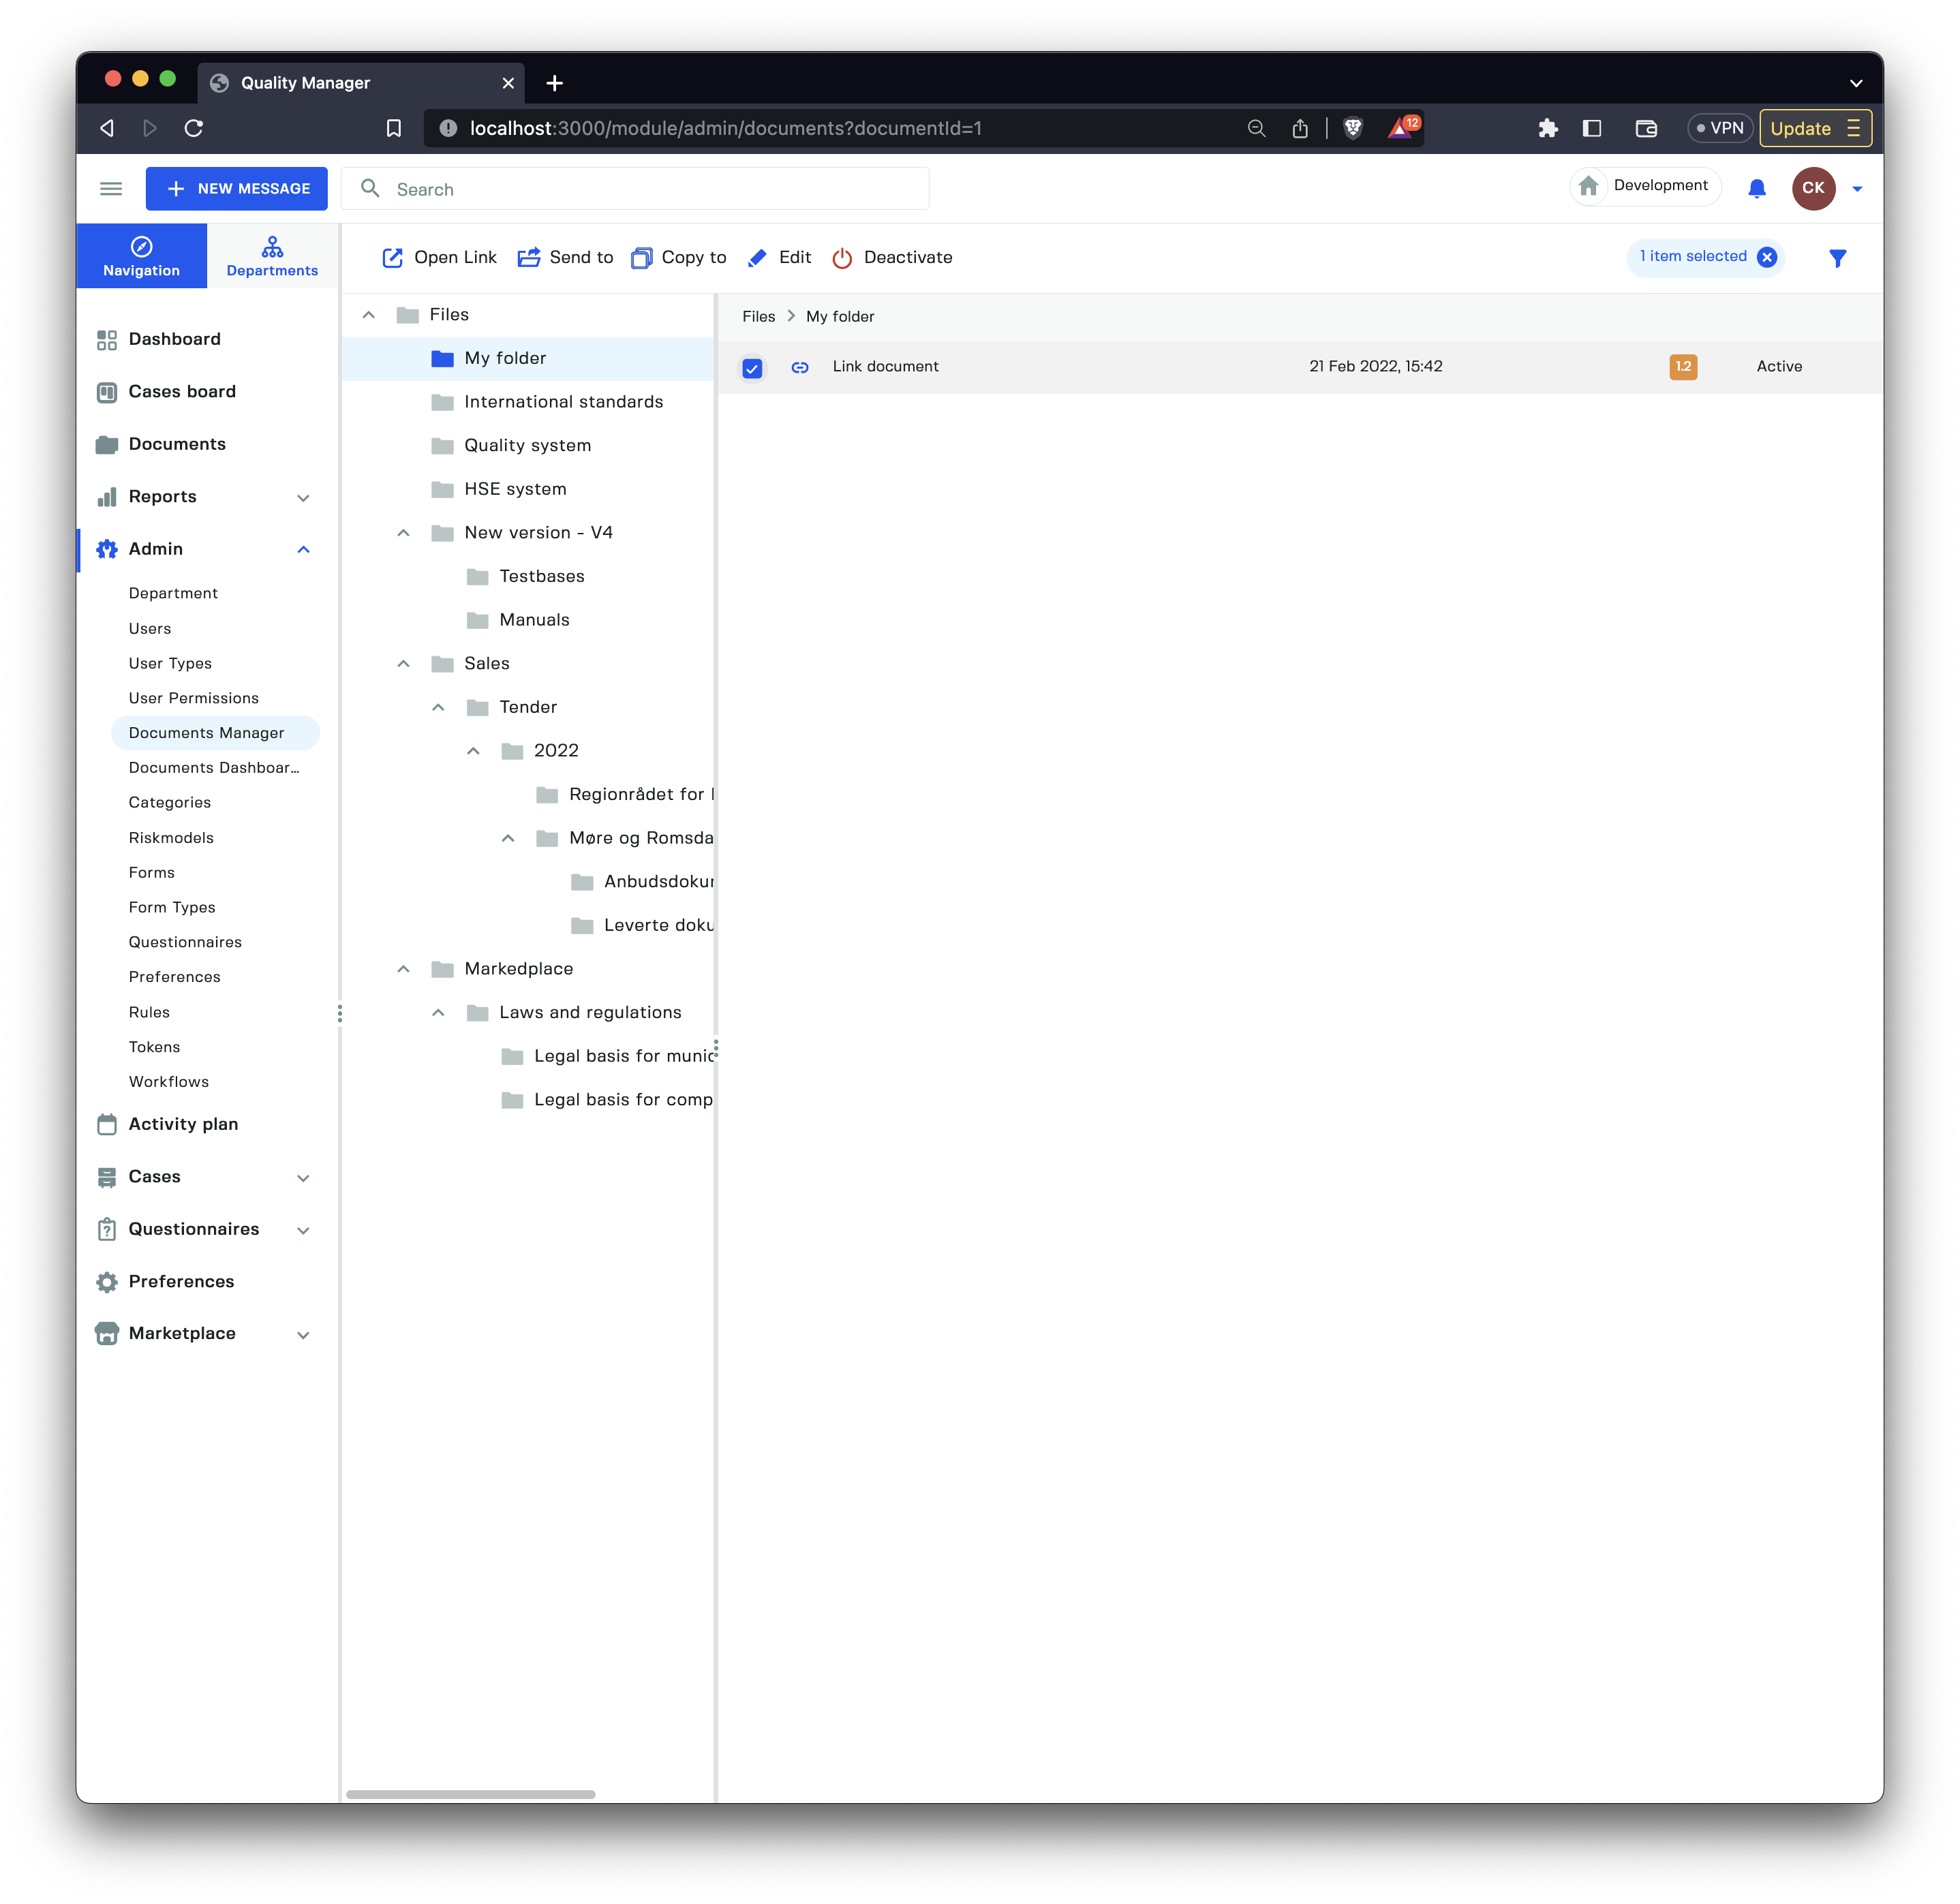 Quality Manager
localhost:3000/module/admin/documents?documentId=1
12
VPN
Update
NEW MESSAGE
Search
Development
CK
Navigation
Departments
Open Link
Send to
Copy to
Edit
Deactivate
1 item selected
Dashboard
Cases board
Documents
Reports
Admin
Department
Users
User Types
User Permissions
Documents Manager
Documents Dashboar...
Categories
Riskmodels
Forms
Form Types
Questionnaires
Preferences
Rules
Tokens
Workflows
Activity plan
Cases
Questionnaires
Preferences
Marketplace
Files
My folder
International standards
Quality system
HSE system
New version - V4
Testbases
Manuals
Sales
Tender
2022
Regionrådet for
Møre og Romsda
Anbudsdoku
Leverte doku
Markedplace
Laws and regulations
Legal basis for munic
Legal basis for comp
Files > My folder
Link document
21 Feb 2022, 15:42
1.2
Active